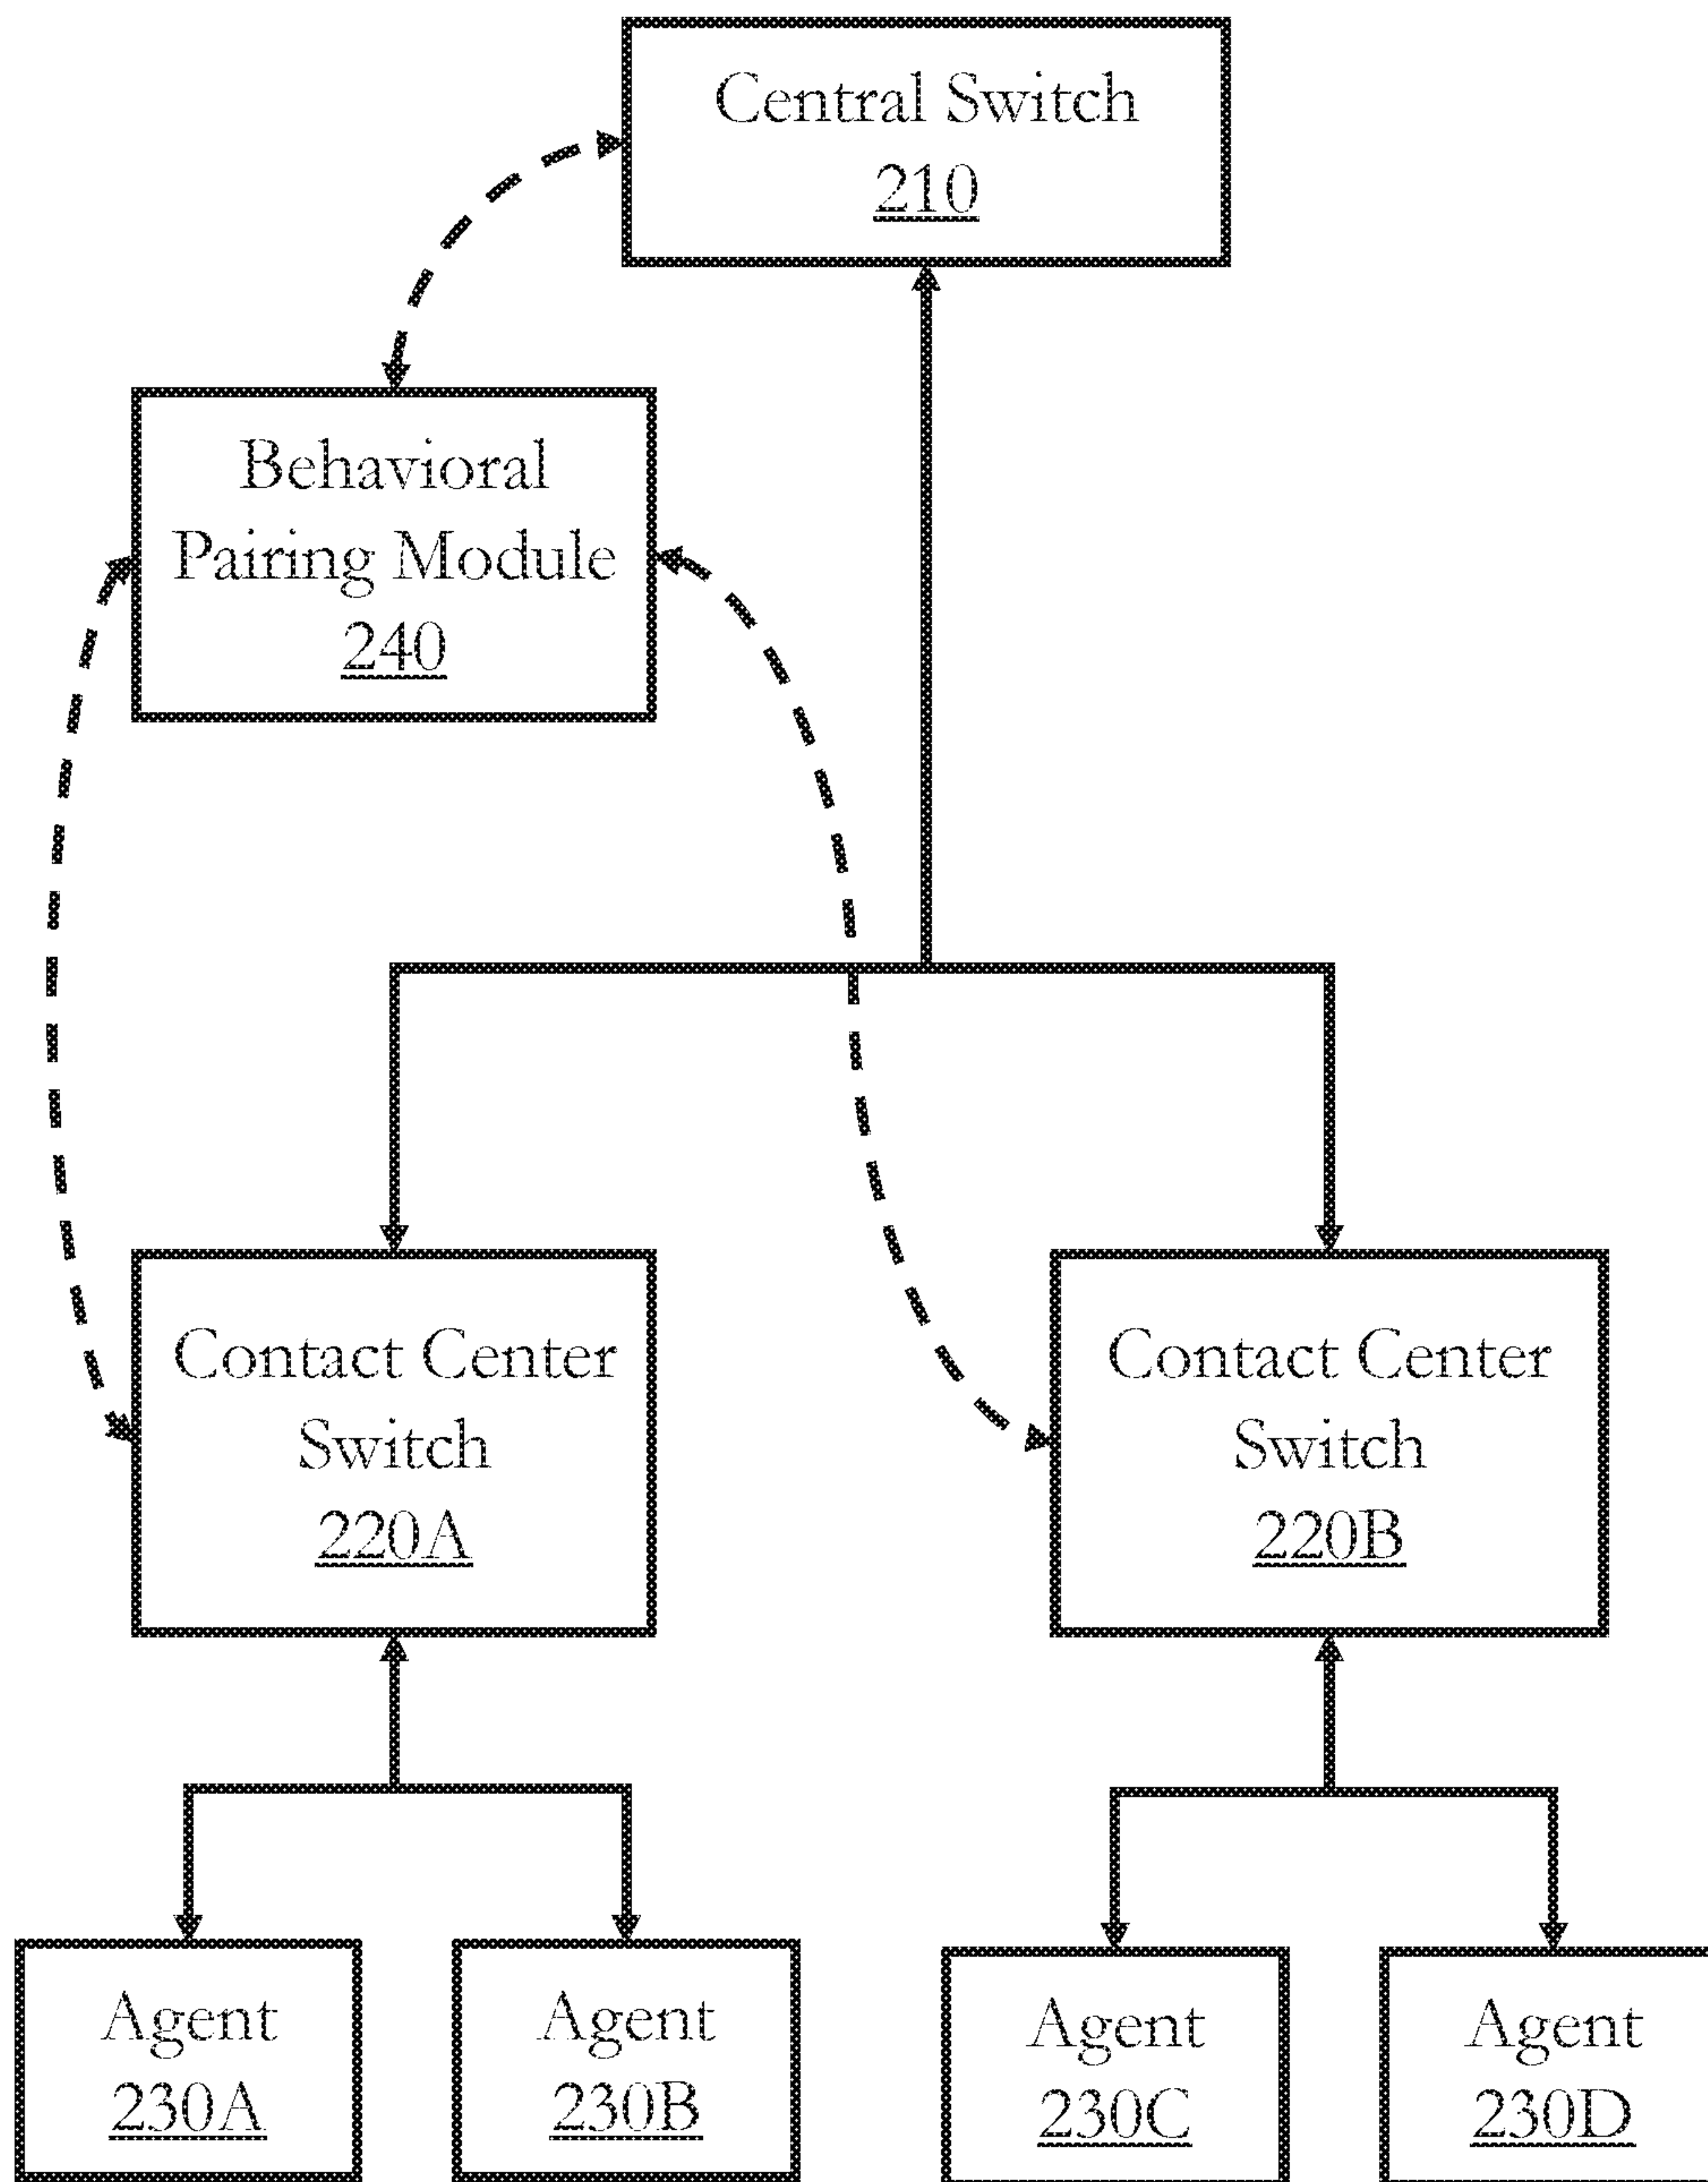 Central Switch
210
Behavioral
Pairing Module
240
Contact Center
Switch
220A
Contact Center
Switch
220B
Agent
230A
Agent
230B
Agent
230C
Agent
230D